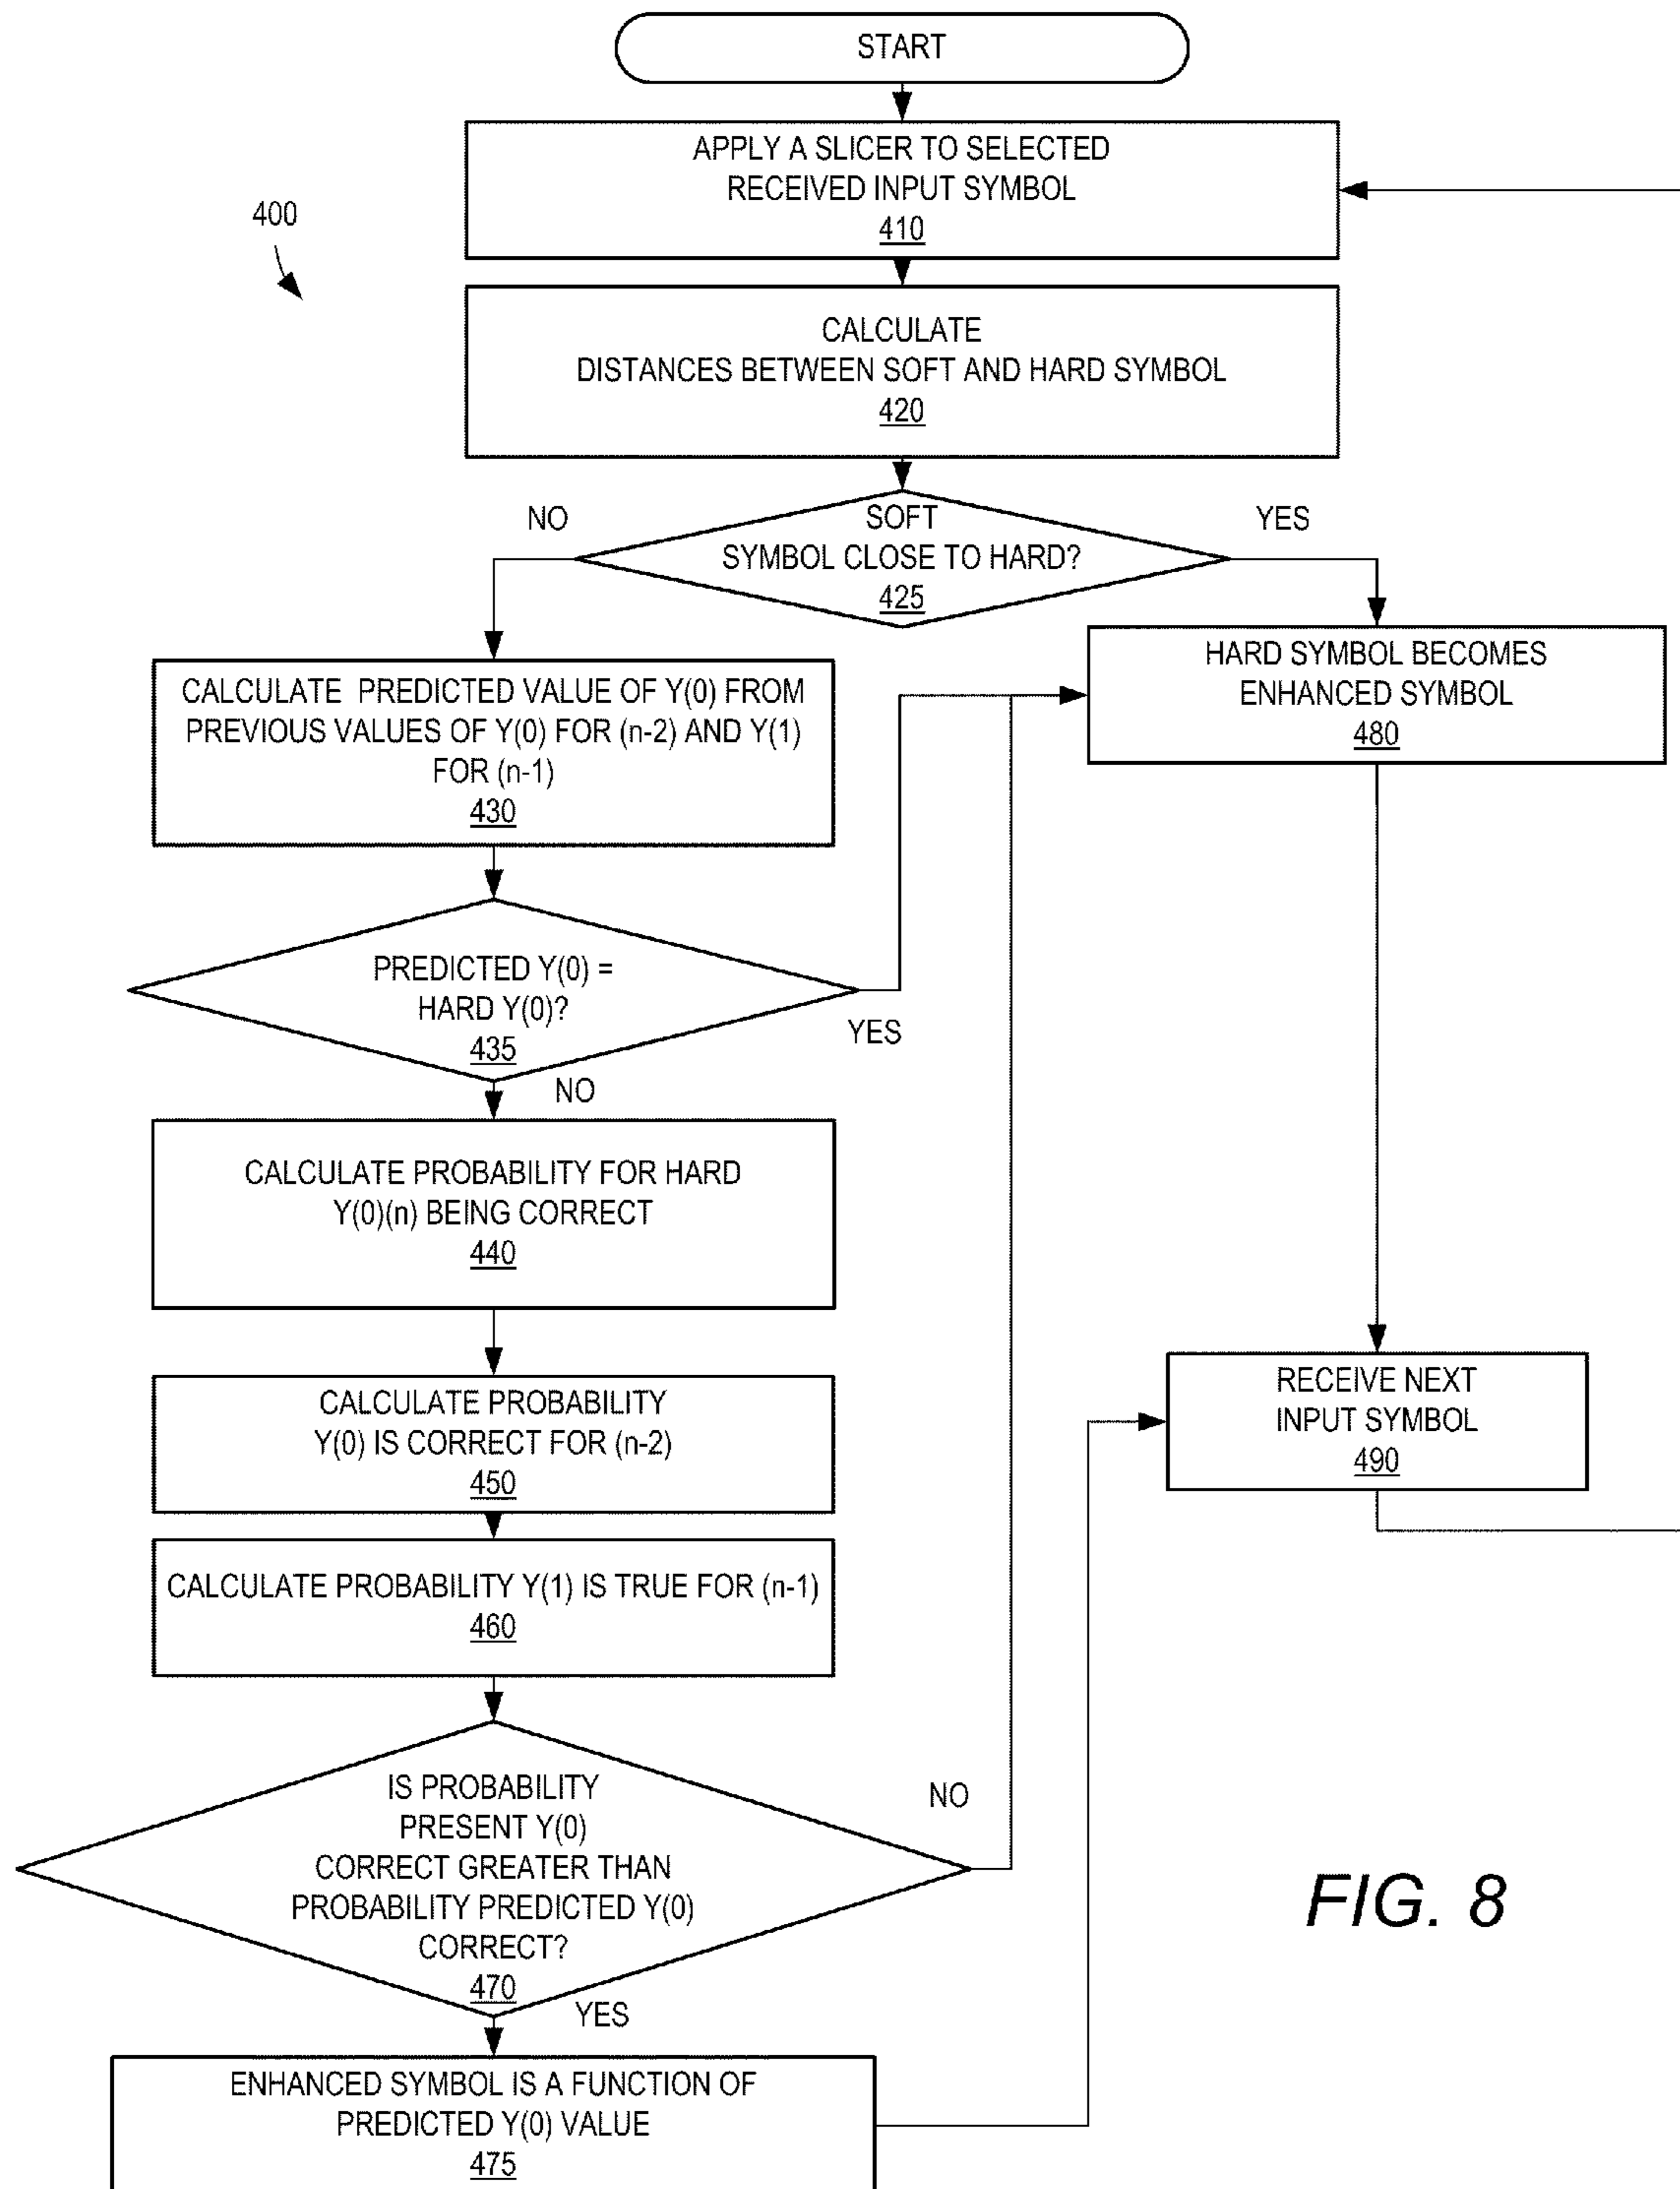 START
APPLY A SLICER TO SELECTED
RECEIVED INPUT SYMBOL
410
400
CALCULATE
DISTANCES BETWEEN SOFT AND HARD SYMBOL
420
NO
YES
SOFT
SYMBOL CLOSE TO HARD?
425
HARD SYMBOL BECOMES
ENHANCED SYMBOL
480
CALCULATE PREDICTED VALUE OF Y(0) FROM
PREVIOUS VALUES OF Y(0) FOR (n-2) AND Y(1)
FOR (n-1)
430
PREDICTED Y(0) =
HARD Y(0)?
435
YES
NO
CALCULATE PROBABILITY FOR HARD
Y(0)(n) BEING CORRECT
440
CALCULATE PROBABILITY
Y(0) IS CORRECT FOR (n-2)
450
RECEIVE NEXT
INPUT SYMBOL
490
CALCULATE PROBABILITY Y(1) IS TRUE FOR (n-1)
460
IS PROBABILITY
PRESENT Y(0)
CORRECT GREATER THAN
PROBABILITY PREDICTED Y(0)
CORRECT?
470
NO
YES
FIG. 8
ENHANCED SYMBOL IS A FUNCTION OF
PREDICTED Y(0) VALUE
475